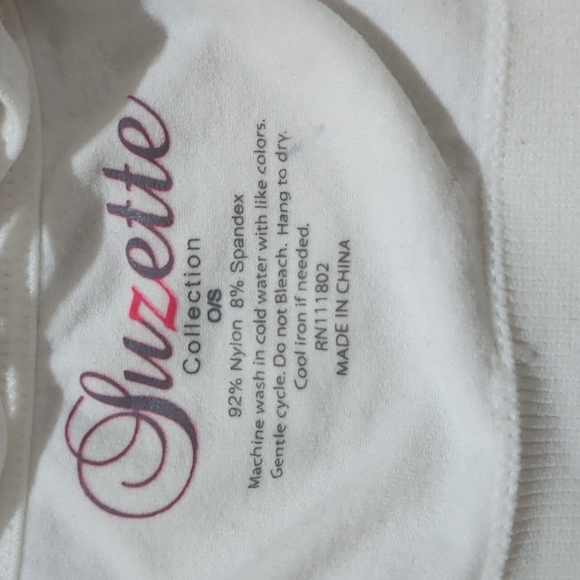 Suzette
Collection
O/S
92% Nylon 8% Spandex
Machine wash in cold water with like colors.
Gentle cycle. Do not Bleach. Hang to dry.
Cool iron if needed.
RN111802
MADE IN CHINA